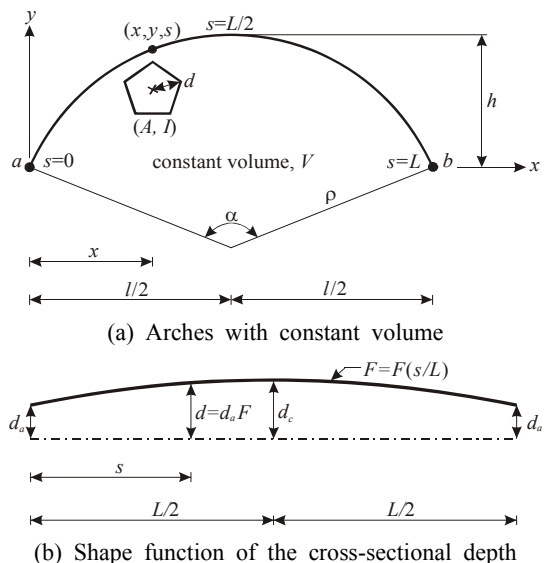 y
(x,y,s)
s=L/2
d
(A, I)
h
a
s=0
constant volume, V
s=L
b
x
ρ
α
x
l/2
l/2
(a) Arches with constant volume
F=F(s/L)
d_a
d=d_aF
d_c
d_a
s
L/2
L/2
(b) Shape function of the cross-sectional depth